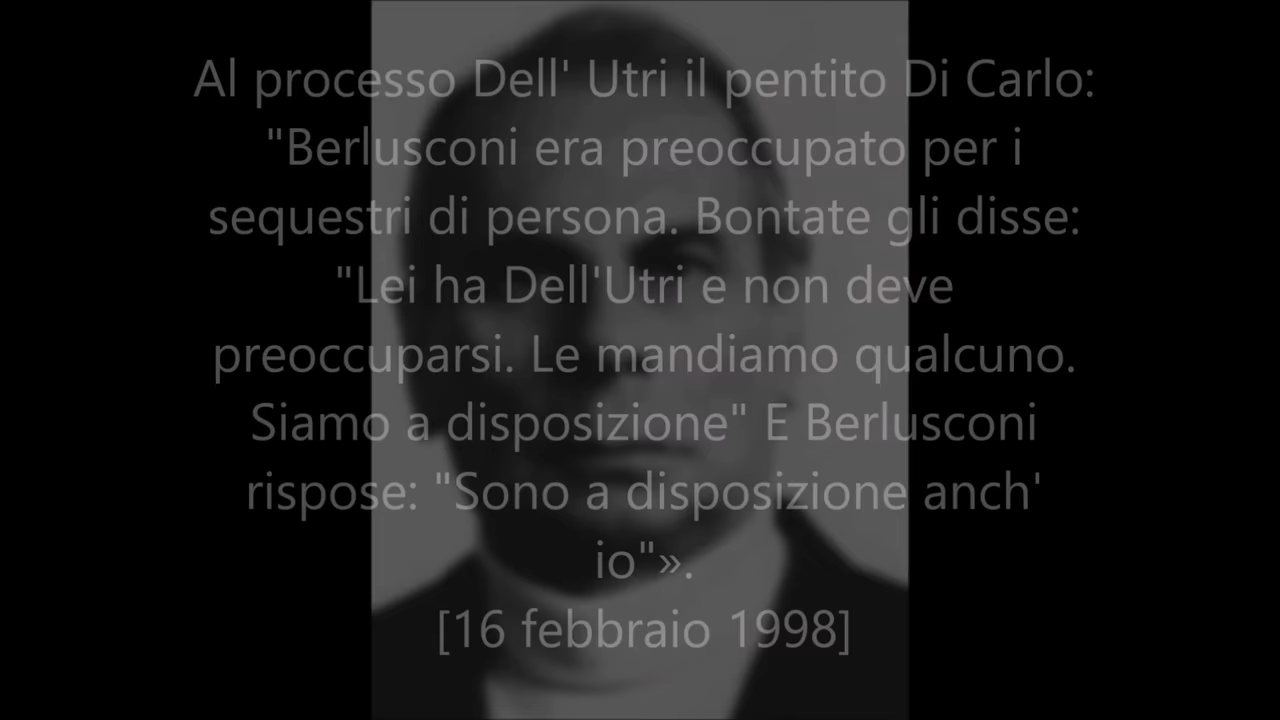 Al processo Dell' Utri il pentito Di Carlo:
"Berlusconi era preoccupato per i
sequestri di persona. Bontate gli disse:
"Lei ha Dell'Utri e non deve
preoccuparsi. Le mandiamo qualcuno.
Siamo a disposizione" E Berlusconi
rispose: "Sono a disposizione anch'
io"».
[16 febbraio 1998]